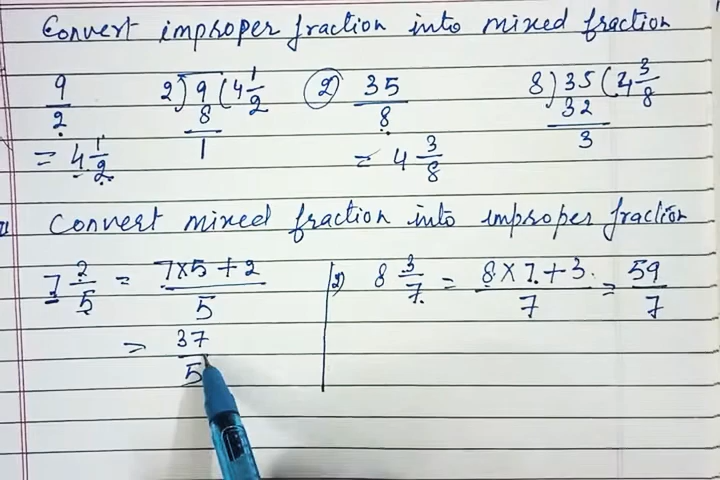 Convert improper fraction into mixed fraction
9/2 2)9(4 1/2 2) 35/8 8)35(4 3/8
8 32
= 4 1/2 1 = 4 3/8 3
Convert mixed fraction into improper fraction
7 2/5 = 7×5+2/5 2) 8 3/7 = 8×7+3/7 = 59/7
= 37/5